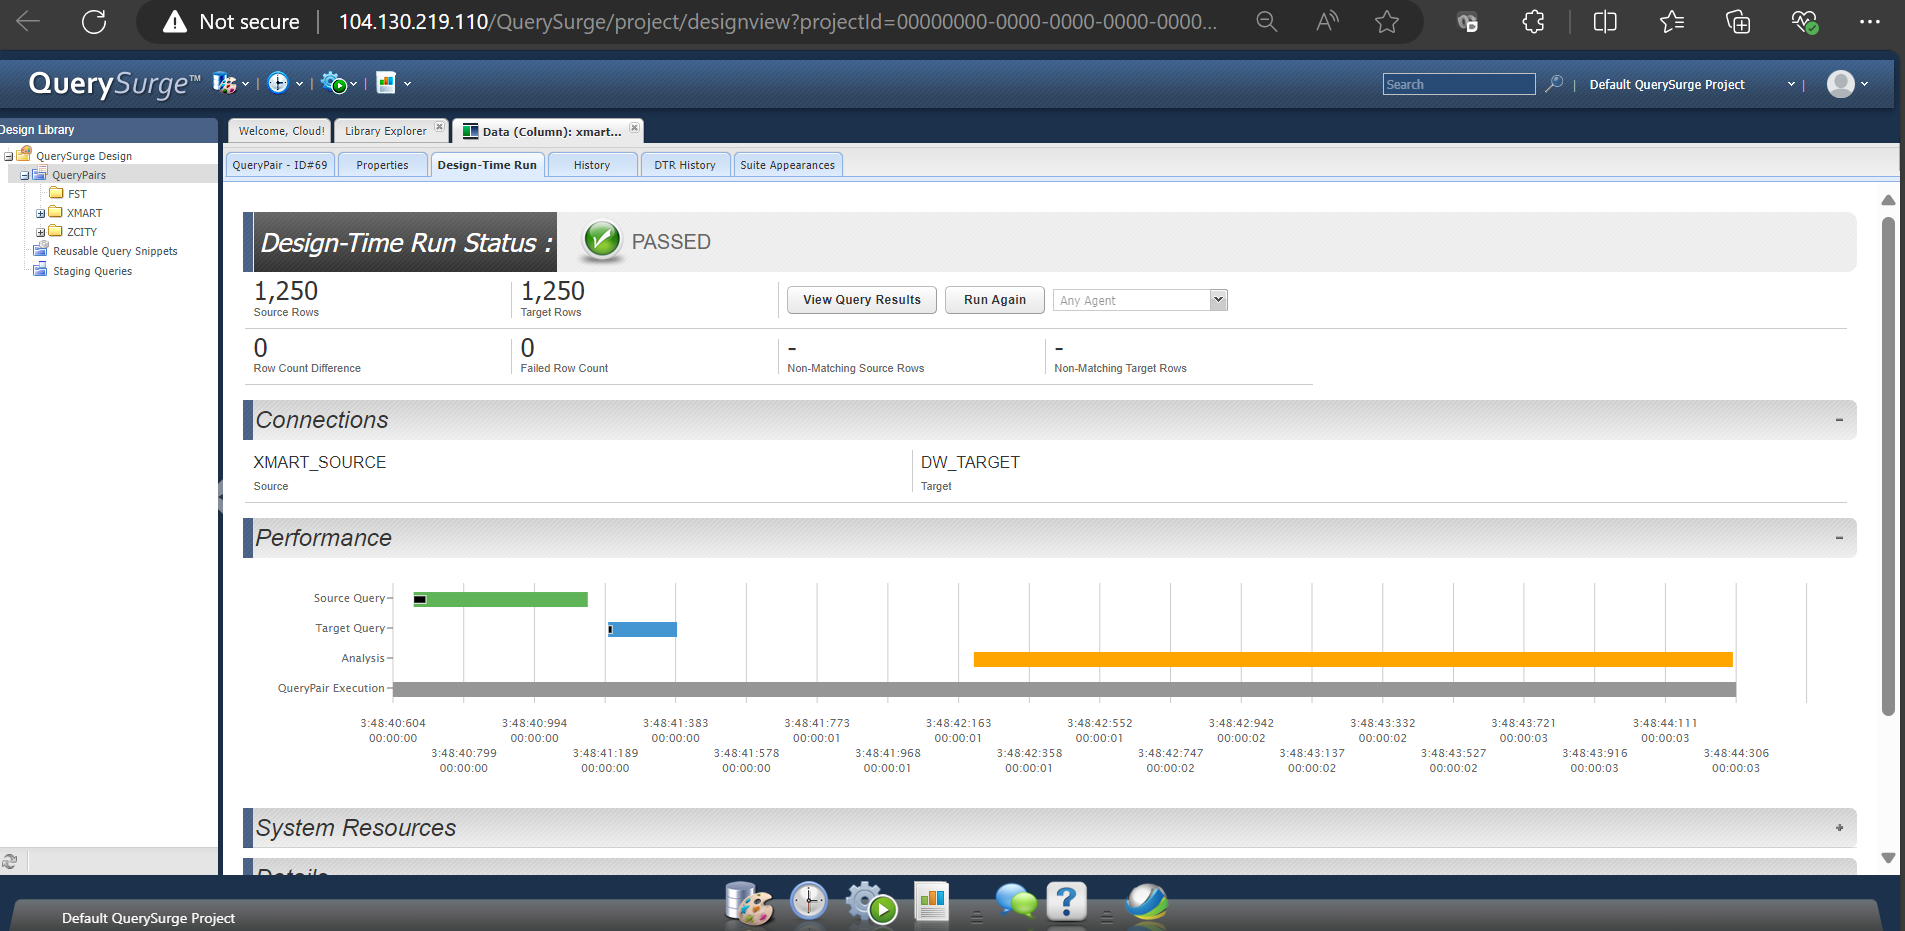 Not secure
104.130.219.110/QuerySurge/project/designview?projectId=00000000-0000-0000-0000-0000...
QuerySurge™
Search
Default QuerySurge Project
Design Library
QuerySurge Design
QueryPairs
FST
XMART
ZCITY
Reusable Query Snippets
Staging Queries
Welcome, Cloud!
Library Explorer
Data (Column): xmart...
QueryPair - ID#69
Properties
Design-Time Run
History
DTR History
Suite Appearances
Design-Time Run Status :
PASSED
1,250
Source Rows
1,250
Target Rows
View Query Results
Run Again
Any Agent
0
Row Count Difference
0
Failed Row Count
-
Non-Matching Source Rows
-
Non-Matching Target Rows
Connections
-
XMART_SOURCE
Source
DW_TARGET
Target
Performance
-
Source Query
Target Query
Analysis
QueryPair Execution
3:48:40:604 3:48:40:994 3:48:41:383 3:48:41:773 3:48:42:163 3:48:42:552 3:48:42:942 3:48:43:332 3:48:43:721 3:48:44:111
00:00:00 00:00:00 00:00:00 00:00:01 00:00:01 00:00:01 00:00:02 00:00:02 00:00:03 00:00:03
3:48:40:799 3:48:41:189 3:48:41:578 3:48:41:968 3:48:42:358 3:48:42:747 3:48:43:137 3:48:43:527 3:48:43:916 3:48:44:306
00:00:00 00:00:00 00:00:00 00:00:01 00:00:01 00:00:02 00:00:02 00:00:02 00:00:03 00:00:03
System Resources
+
Details
Default QuerySurge Project